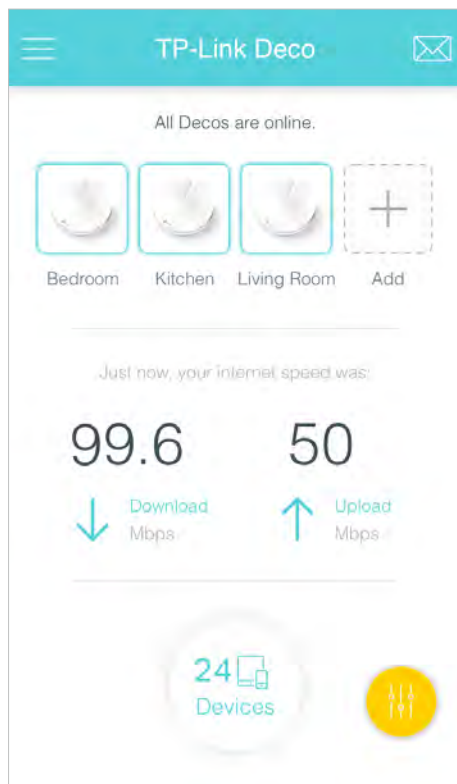 TP-Link Deco
All Decos are online.
Bedroom Kitchen Living Room Add
Just now, your internet speed was:
99.6 50
Download Upload
Mbps Mbps
24
Devices